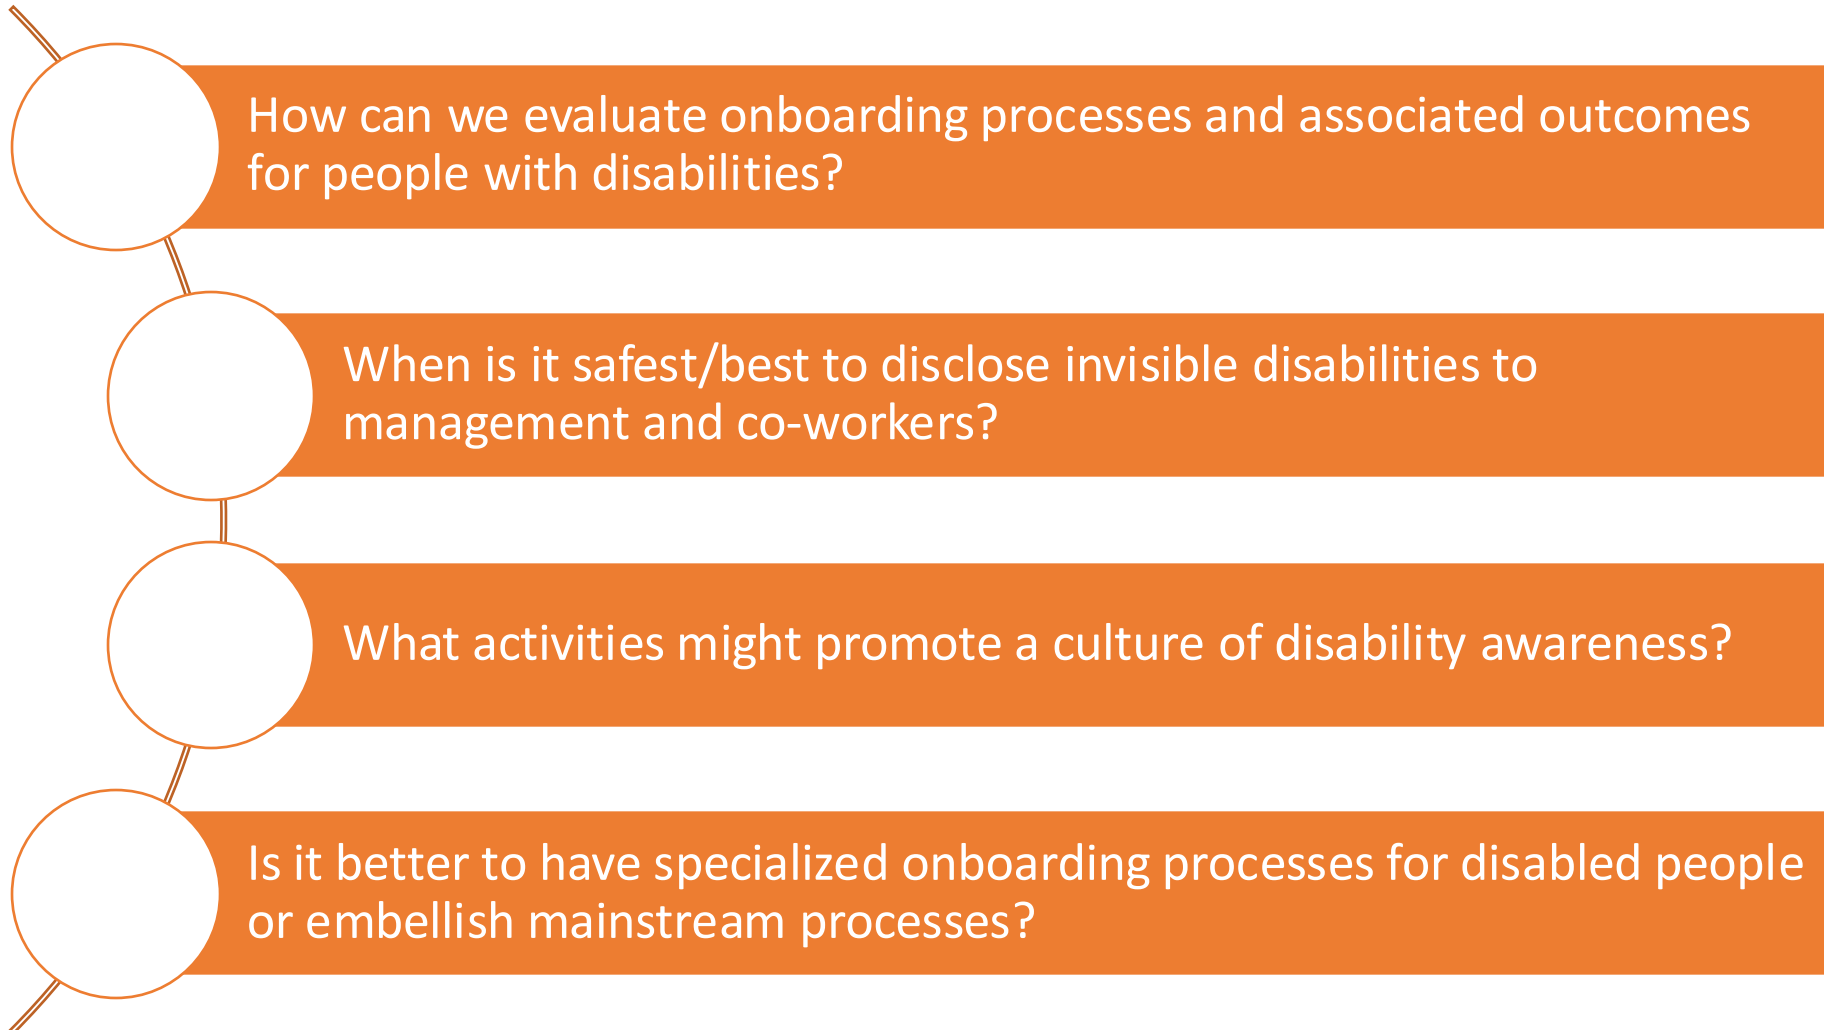 How can we evaluate onboarding processes and associated outcomes
for people with disabilities?
When is it safest/best to disclose invisible disabilities to
management and co-workers?
What activities might promote a culture of disability awareness?
Is it better to have specialized onboarding processes for disabled people
or embellish mainstream processes?